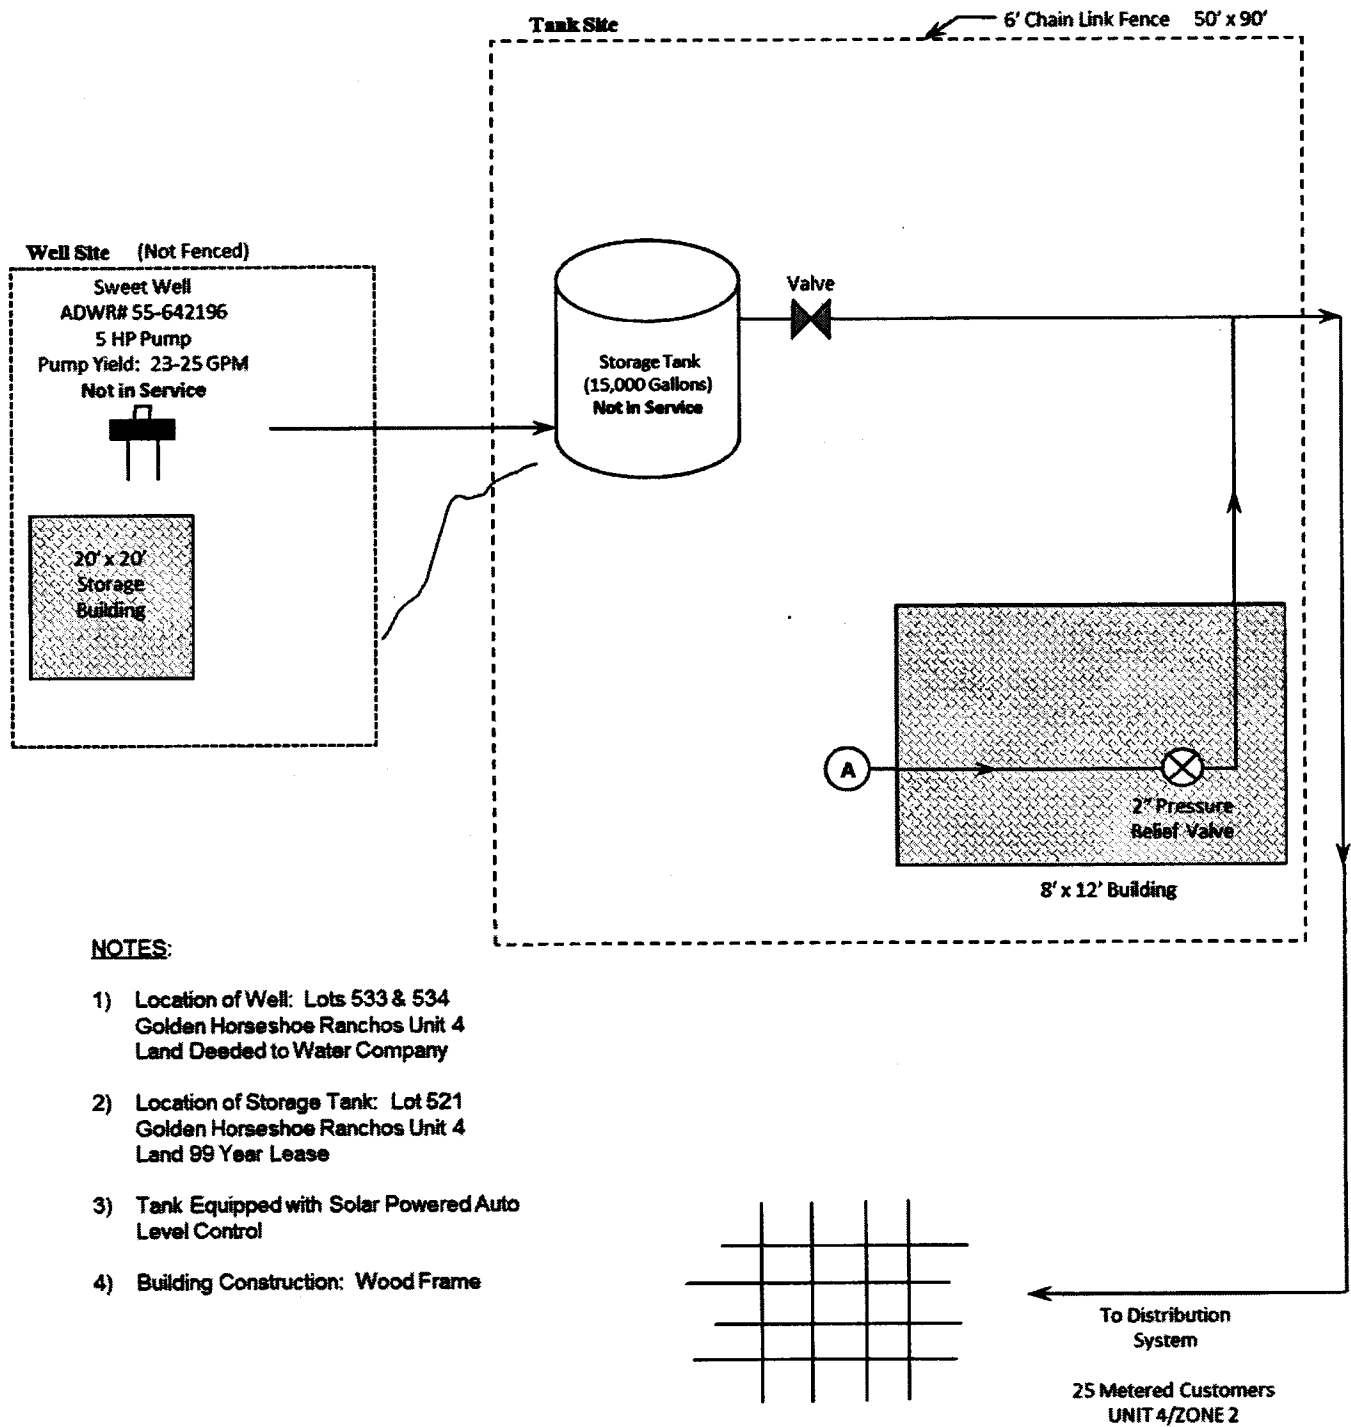 Tank Site
6' Chain Link Fence 50' x 90'
Well Site (Not Fenced)
Sweet Well
ADWR# 55-642196
5 HP Pump
Pump Yield: 23-25 GPM
Not in Service
20' x 20'
Storage
Building
Storage Tank
(15,000 Gallons)
Not in Service
Valve
A
2" Pressure
Relief Valve
8' x 12' Building
NOTES:
1) Location of Well: Lots 533 & 534
Golden Horseshoe Ranchos Unit 4
Land Deeded to Water Company
2) Location of Storage Tank: Lot 521
Golden Horseshoe Ranchos Unit 4
Land 99 Year Lease
3) Tank Equipped with Solar Powered Auto
Level Control
4) Building Construction: Wood Frame
To Distribution
System
25 Metered Customers
UNIT 4/ZONE 2